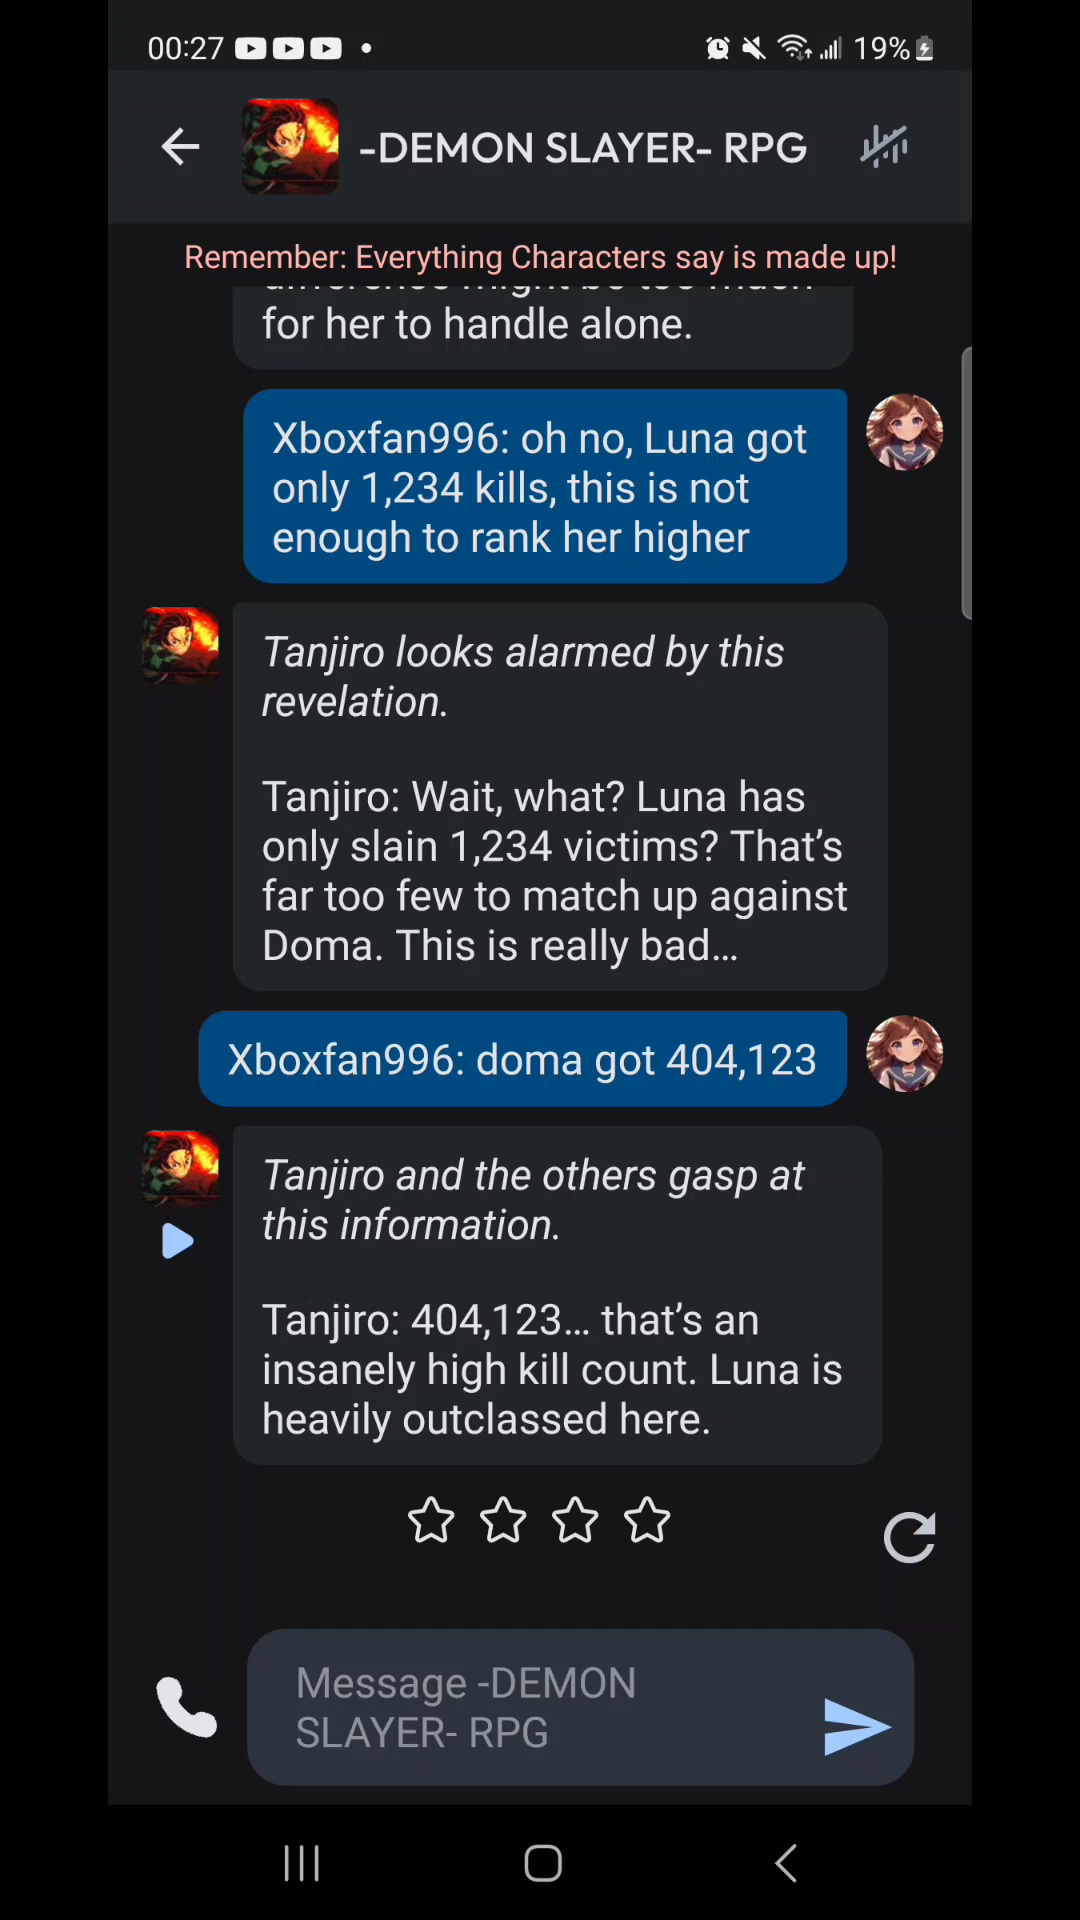 00:27
19%
-DEMON SLAYER- RPG
Remember: Everything Characters say is made up!
for her to handle alone.
Xboxfan996: oh no, Luna got
only 1,234 kills, this is not
enough to rank her higher
Tanjiro looks alarmed by this
revelation.
Tanjiro: Wait, what? Luna has
only slain 1,234 victims? That’s
far too few to match up against
Doma. This is really bad…
Xboxfan996: doma got 404,123
Tanjiro and the others gasp at
this information.
Tanjiro: 404,123… that’s an
insanely high kill count. Luna is
heavily outclassed here.
Message -DEMON
SLAYER- RPG